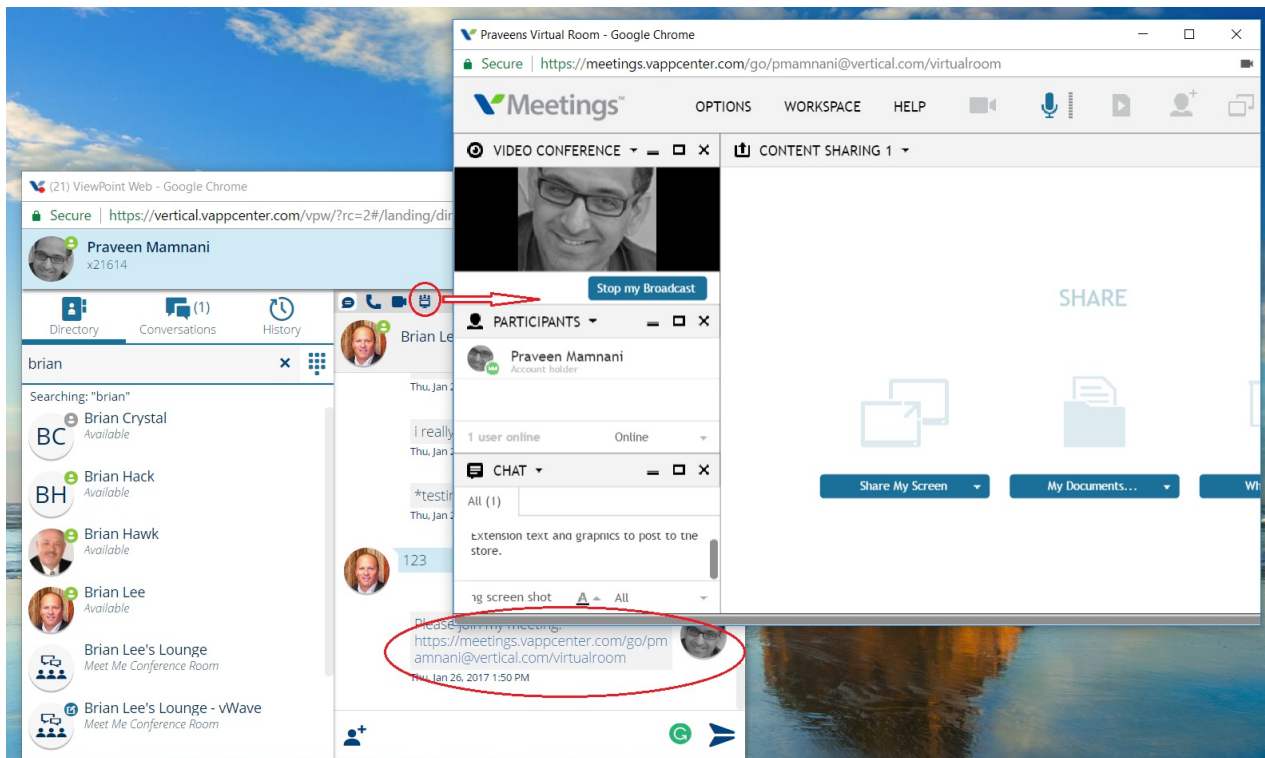 Praveens Virtual Room - Google Chrome
Secure | https://meetings.vappcenter.com/go/pmamnani@vertical.com/virtualroom
Meetings™
OPTIONS WORKSPACE HELP
VIDEO CONFERENCE
CONTENT SHARING 1
Stop my Broadcast
PARTICIPANTS
Praveen Mamnani
Account holder
1 user online Online
CHAT
All (1)
Extension text and graphics to post to the
store.
ng screen shot A All
SHARE
Share My Screen
My Documents...
Wh
(21) ViewPoint Web - Google Chrome
Secure | https://vertical.vappcenter.com/vpw/?rc=2#/landing/dir
Praveen Mamnani
x21614
Directory
(1)
Conversations
History
brian
Searching: "brian"
BC
Brian Crystal
Available
BH
Brian Hack
Available
Brian Hawk
Available
Brian Lee
Available
Brian Lee's Lounge
Meet Me Conference Room
Brian Lee's Lounge - vWave
Meet Me Conference Room
Brian Le
Thu, Jan 2
i really
Thu, Jan 2
*testin
Thu, Jan 2
123
Please join my meeting:
https://meetings.vappcenter.com/go/pm
amnani@vertical.com/virtualroom
Thu, Jan 26, 2017 1:50 PM